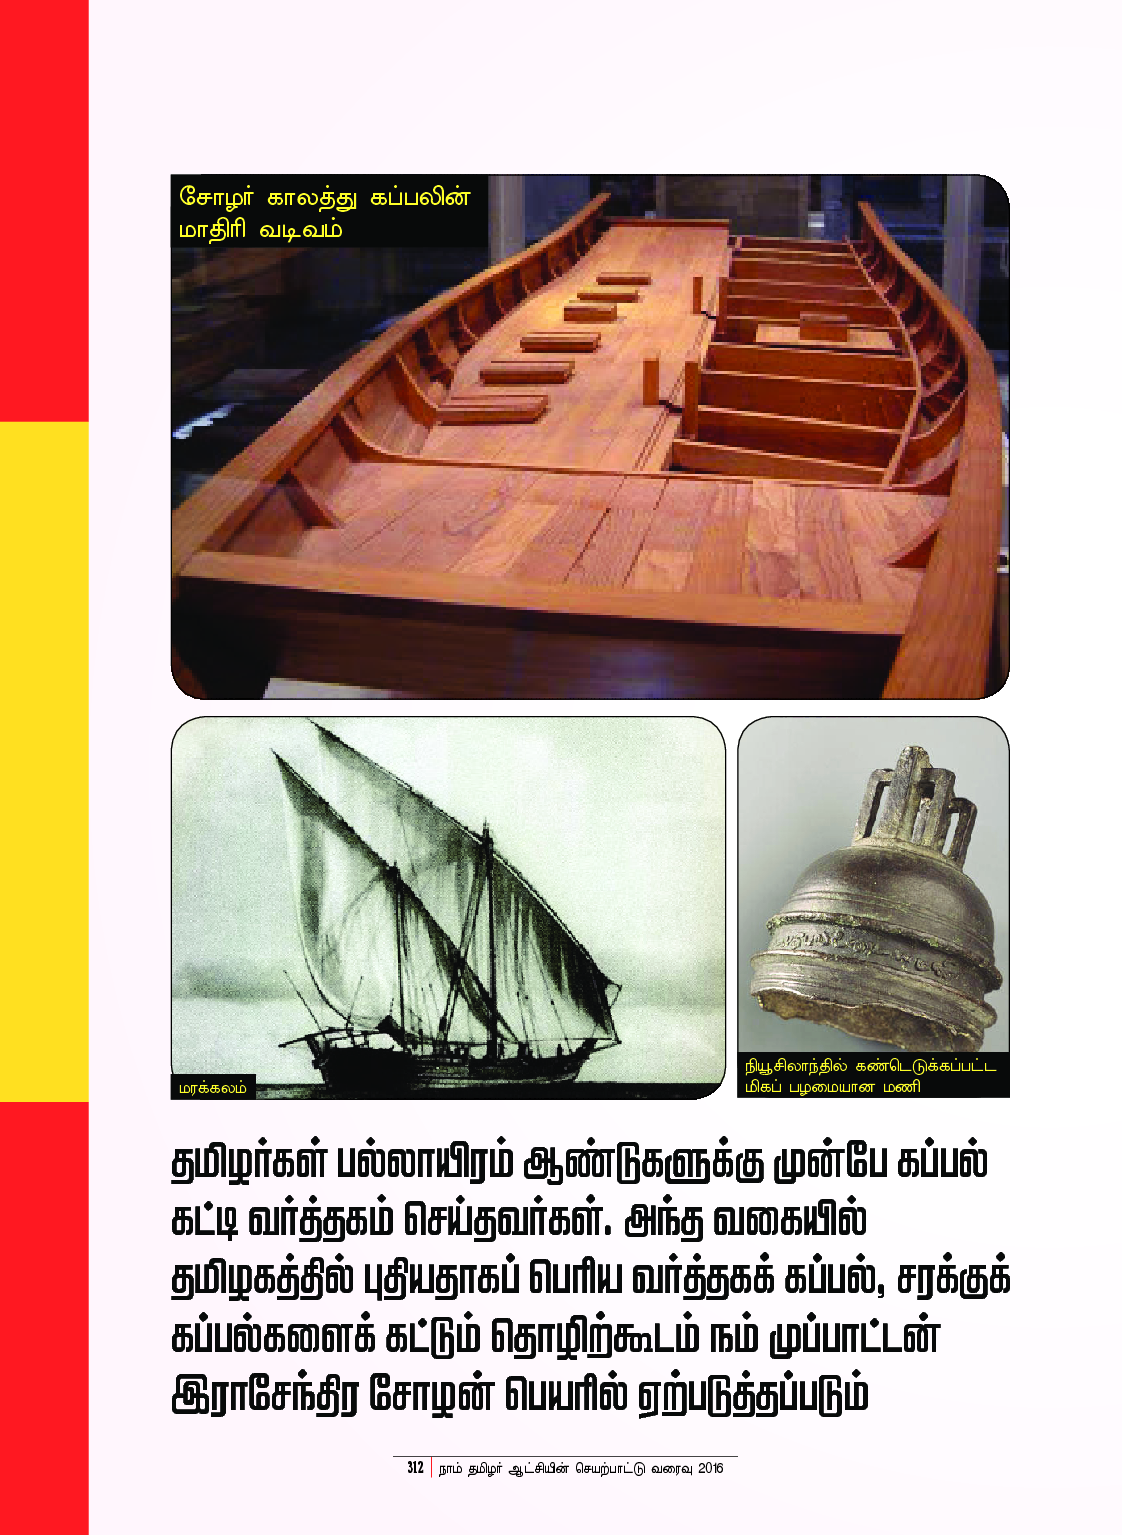 சோழர் காலத்து கப்பலின்
மாதிரி வடிவம்
மரக்கலம்
நியூசிலாந்தில் கண்டெடுக்கப்பட்ட
மிகப் பழமையான மணி
தமிழர்கள் பல்லாயிரம் ஆண்டுகளுக்கு முன்பே கப்பல்
கட்டி வர்த்தகம் செய்தவர்கள். அந்த வகையில்
தமிழகத்தில் புதியதாகப் பெரிய வர்த்தகக் கப்பல், சரக்குக்
கப்பல்களைக் கட்டும் தொழிற்கூடம் நம் முப்பாட்டன்
இராசேந்திர சோழன் பெயரில் ஏற்படுத்தப்படும்
312 நாம் தமிழர் ஆட்சியின் செயற்பாட்டு வரைவு 2016